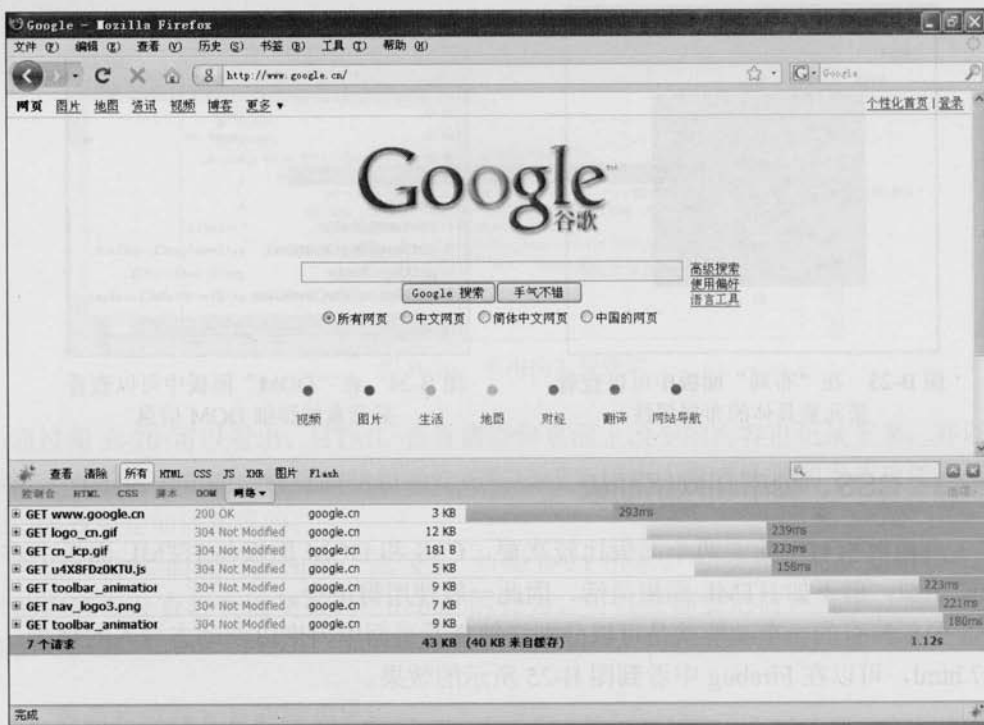 Google - Mozilla Firefox
文件 (F) 编辑 (E) 查看 (V) 历史 (S) 书签 (B) 工具 (T) 帮助 (H)
http://www.google.cn/
Google
网页 图片 地图 资讯 视频 博客 更多 ▼
个性化首页 | 登录
Google
谷歌
高级搜索
Google 搜索 手气不错
使用偏好
语言工具
所有网页 中文网页 简体中文网页 中国的网页
视频 图片 生活 地图 财经 翻译 网站导航
查看 清除 所有 HTML CSS JS XHR 图片 Flash
控制台 HTML CSS 脚本 DOM 网络 ▼
GET www.google.cn 200 OK google.cn 3 KB 293ms
GET logo_cn.gif 304 Not Modified google.cn 12 KB 239ms
GET cn_icp.gif 304 Not Modified google.cn 181 B 233ms
GET u4X8FDz0KTU.js 304 Not Modified google.cn 5 KB 158ms
GET toolbar_animation 304 Not Modified google.cn 9 KB 223ms
GET nav_logo3.png 304 Not Modified google.cn 7 KB 221ms
GET toolbar_animation 304 Not Modified google.cn 9 KB 180ms
7 个请求 43 KB (40 KB 来自缓存) 1.12s
完成